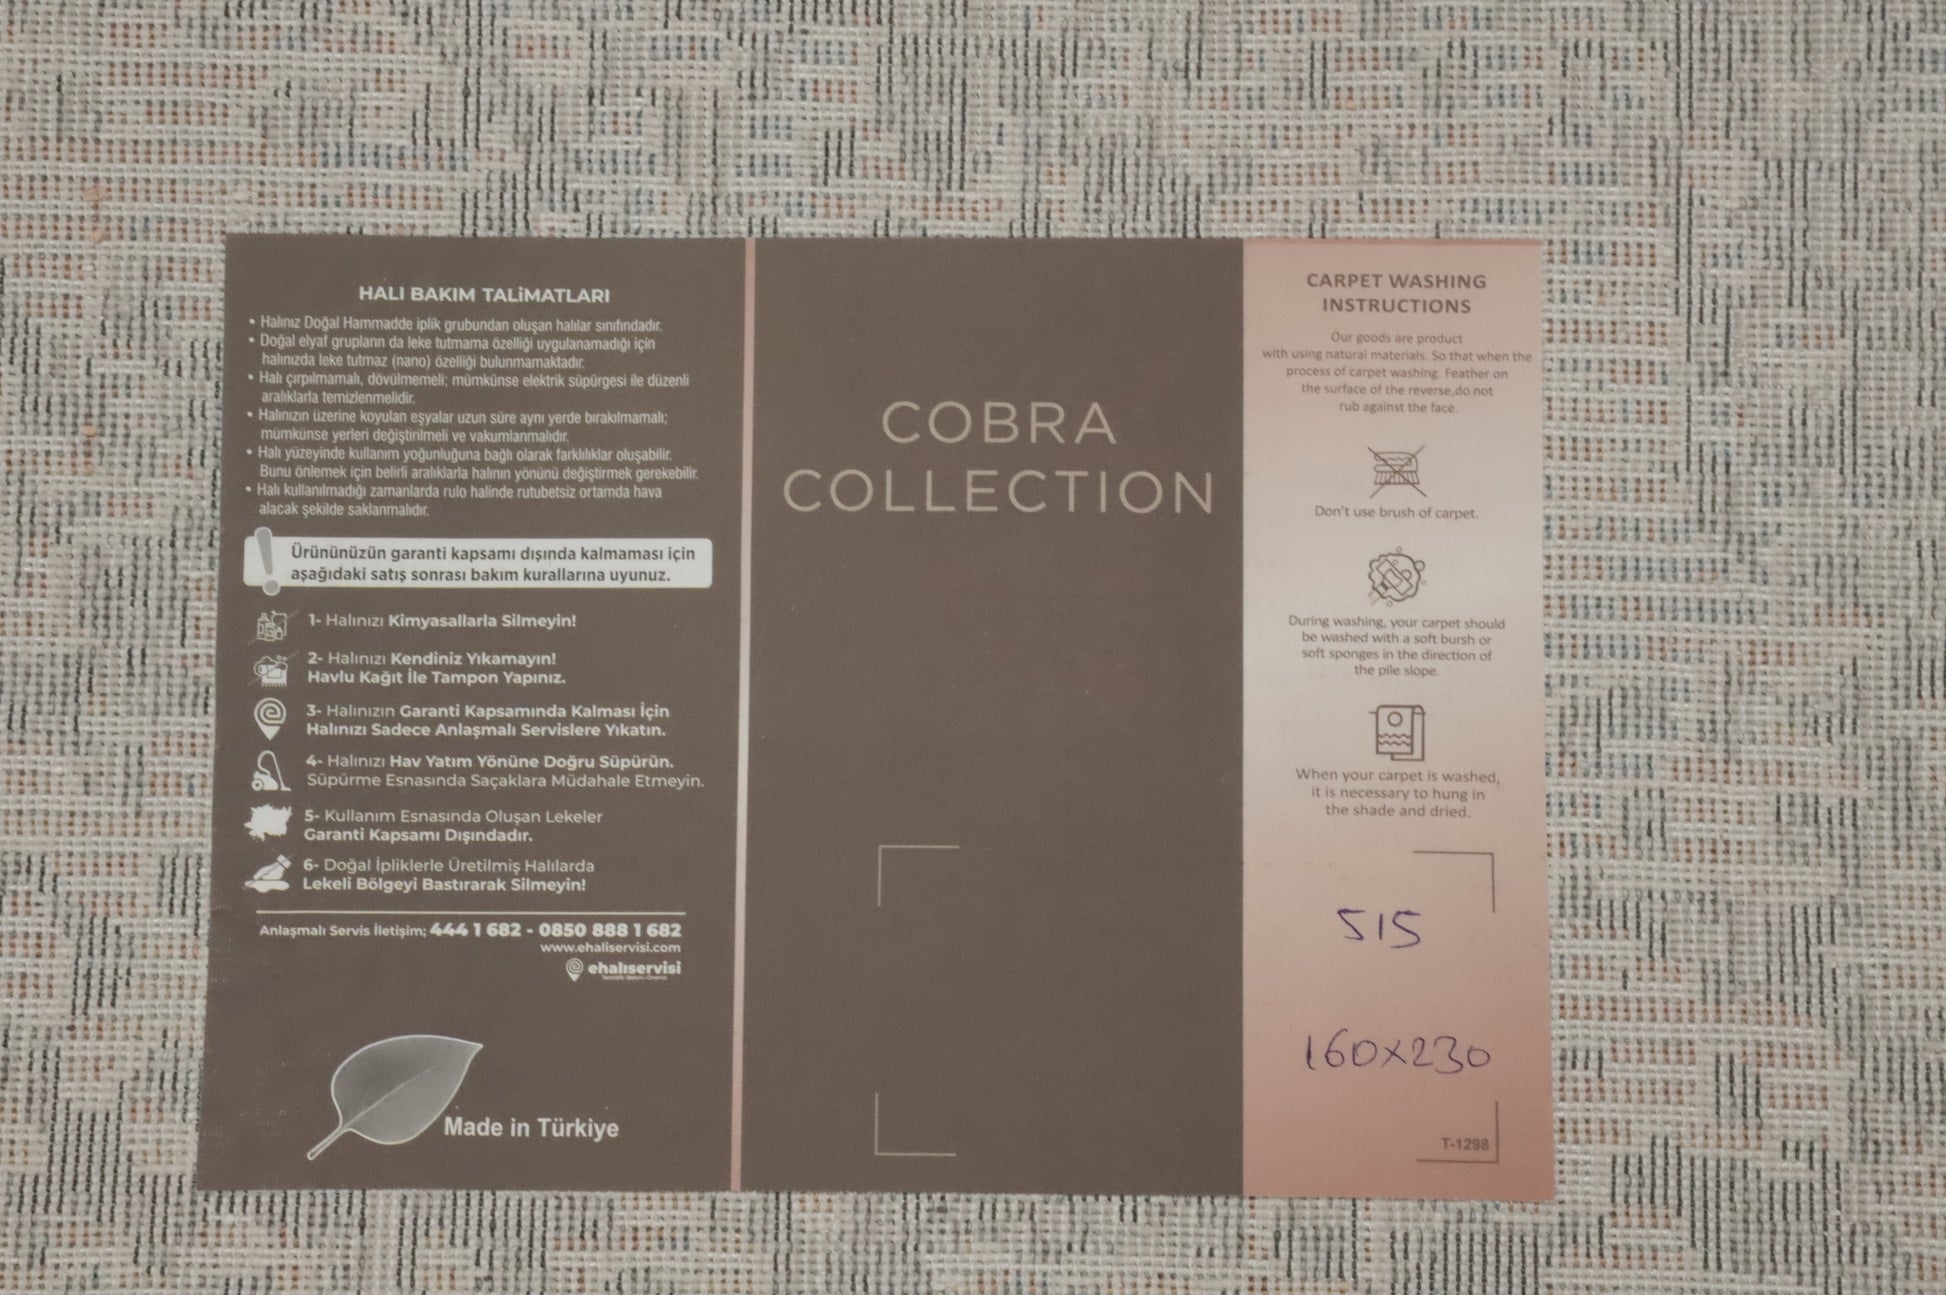 HALI BAKIM TALiMATLARI
• Halınız Doğal Hammadde iplik grubundan oluşan halılar sınıfındadır.
• Doğal elyaf grupların da leke tutmama özelliği uygulanamadığı için
halınızda leke tutmaz (nano) özelliği bulunmamaktadır.
• Halı çırpılmamalı, dövülmemeli; mümkünse elektrik süpürgesi ile düzenli
aralıklarla temizlenmelidir.
• Halınızın üzerine koyulan eşyalar uzun süre aynı yerde bırakılmamalı;
mümkünse yerleri değiştirilmeli ve vakumlanmalıdır.
• Halı yüzeyinde kullanım yoğunluğuna bağlı olarak farklılıklar oluşabilir.
Bunu önlemek için belirli aralıklarla halının yönünü değiştirmek gerekebilir.
• Halı kullanılmadığı zamanlarda rulo halinde rutubetsiz ortamda hava
alacak şekilde saklanmalıdır.
Ürününüzün garanti kapsamı dışında kalmaması için
aşağıdaki satış sonrası bakım kurallarına uyunuz.
1- Halınızı Kimyasallarla Silmeyin!
2- Halınızı Kendiniz Yıkamayın!
Havlu Kağıt İle Tampon Yapınız.
3- Halınızın Garanti Kapsamında Kalması İçin
Halınızı Sadece Anlaşmalı Servislere Yıkatın.
4- Halınızı Hav Yatım Yönüne Doğru Süpürün.
Süpürme Esnasında Saçaklara Müdahale Etmeyin.
5- Kullanım Esnasında Oluşan Lekeler
Garanti Kapsamı Dışındadır.
6- Doğal İpliklerle Üretilmiş Halılarda
Lekeli Bölgeyi Bastırarak Silmeyin!
Anlaşmalı Servis İletişim; 444 1 682 - 0850 888 1 682
www.ehaliservisi.com
ehalıservisi
Made in Türkiye
COBRA
COLLECTION
CARPET WASHING
INSTRUCTIONS
Our goods are product
with using natural materials. So that when the
process of carpet washing. Feather on
the surface of the reverse,do not
rub against the face.
Don't use brush of carpet.
During washing, your carpet should
be washed with a soft bursh or
soft sponges in the direction of
the pile slope.
When your carpet is washed,
it is necessary to hung in
the shade and dried.
515
160x230
T-1298